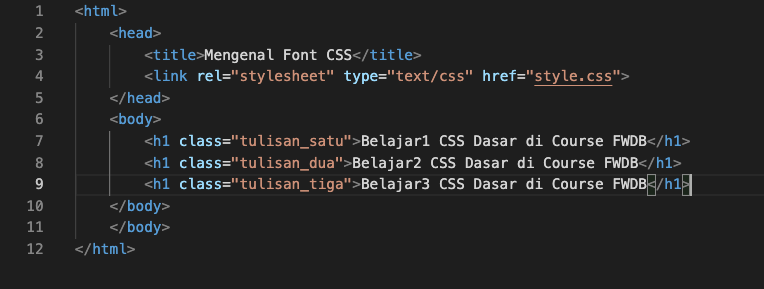 1 <html>
2 <head>
3 <title>Mengenal Font CSS</title>
4 <link rel="stylesheet" type="text/css" href="style.css">
5 </head>
6 <body>
7 <h1 class="tulisan_satu">Belajar1 CSS Dasar di Course FWDB</h1>
8 <h1 class="tulisan_dua">Belajar2 CSS Dasar di Course FWDB</h1>
9 <h1 class="tulisan_tiga">Belajar3 CSS Dasar di Course FWDB</h1>
10 </body>
11 </body>
12 </html>